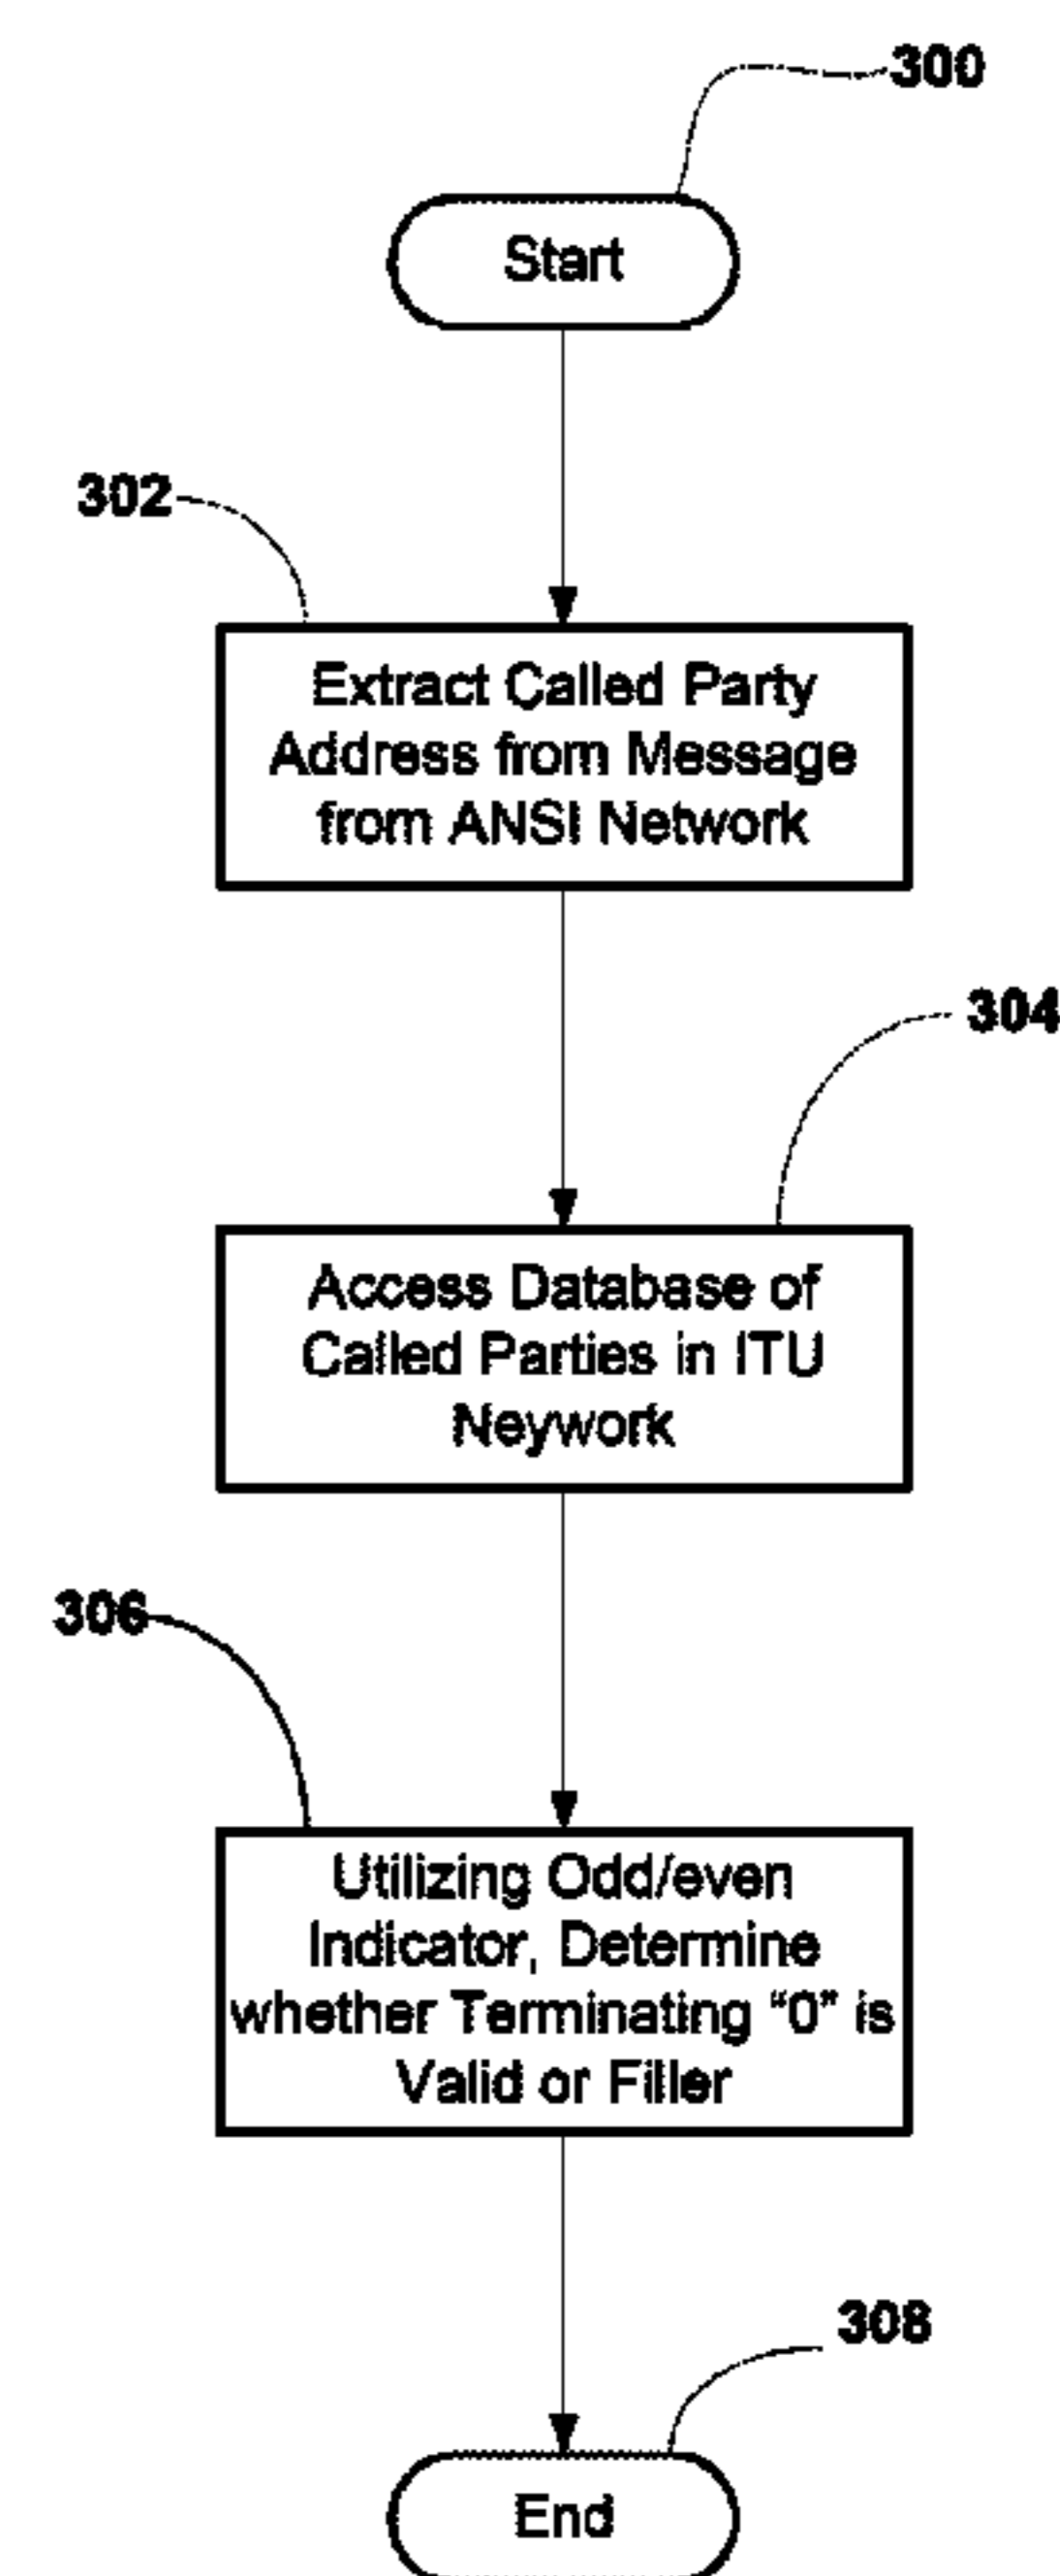 300
Start
302
Extract Called Party
Address from Message
from ANSI Network
304
Access Database of
Called Parties in ITU
Neywork
306
Utilizing Odd/even
Indicator, Determine
whether Terminating “0” is
Valid or Filler
308
End